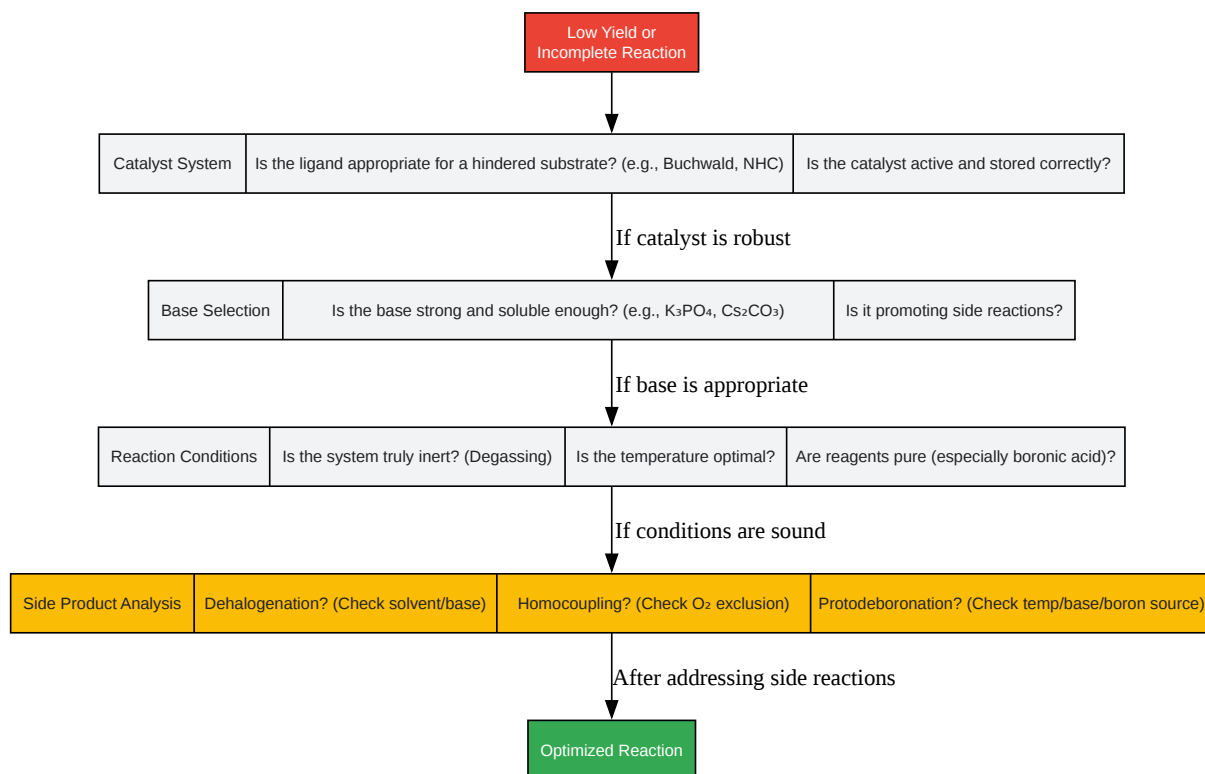 Low Yield or
Incomplete Reaction
Catalyst System
Is the ligand appropriate for a hindered substrate? (e.g., Buchwald, NHC)
Is the catalyst active and stored correctly?
If catalyst is robust
Base Selection
Is the base strong and soluble enough? (e.g., K₃PO₄, Cs₂CO₃)
Is it promoting side reactions?
If base is appropriate
Reaction Conditions
Is the system truly inert? (Degassing)
Is the temperature optimal?
Are reagents pure (especially boronic acid)?
If conditions are sound
Side Product Analysis
Dehalogenation? (Check solvent/base)
Homocoupling? (Check O₂ exclusion)
Protodeboronation? (Check temp/base/boron source)
After addressing side reactions
Optimized Reaction